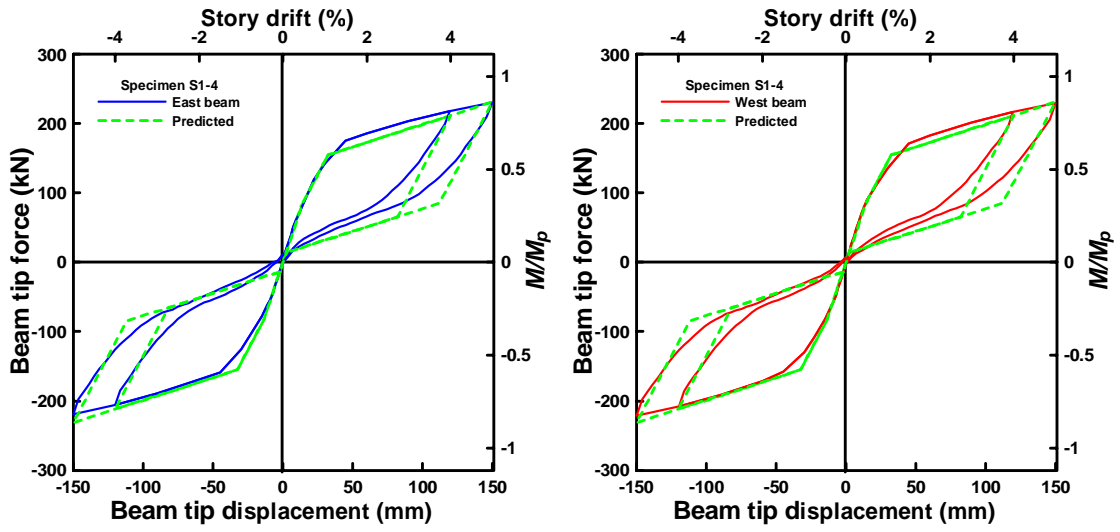 Story drift (%)
-4 -2 0 2 4
300
200
100
0
-100
-200
-300
Beam tip force (kN)
Specimen S1-4
East beam
Predicted
1
0.5
0
-0.5
-1
M/Mp
-150 -100 -50 0 50 100 150
Beam tip displacement (mm)
Story drift (%)
-4 -2 0 2 4
300
200
100
0
-100
-200
-300
Beam tip force (kN)
Specimen S1-4
West beam
Predicted
1
0.5
0
-0.5
-1
M/Mp
-150 -100 -50 0 50 100 150
Beam tip displacement (mm)